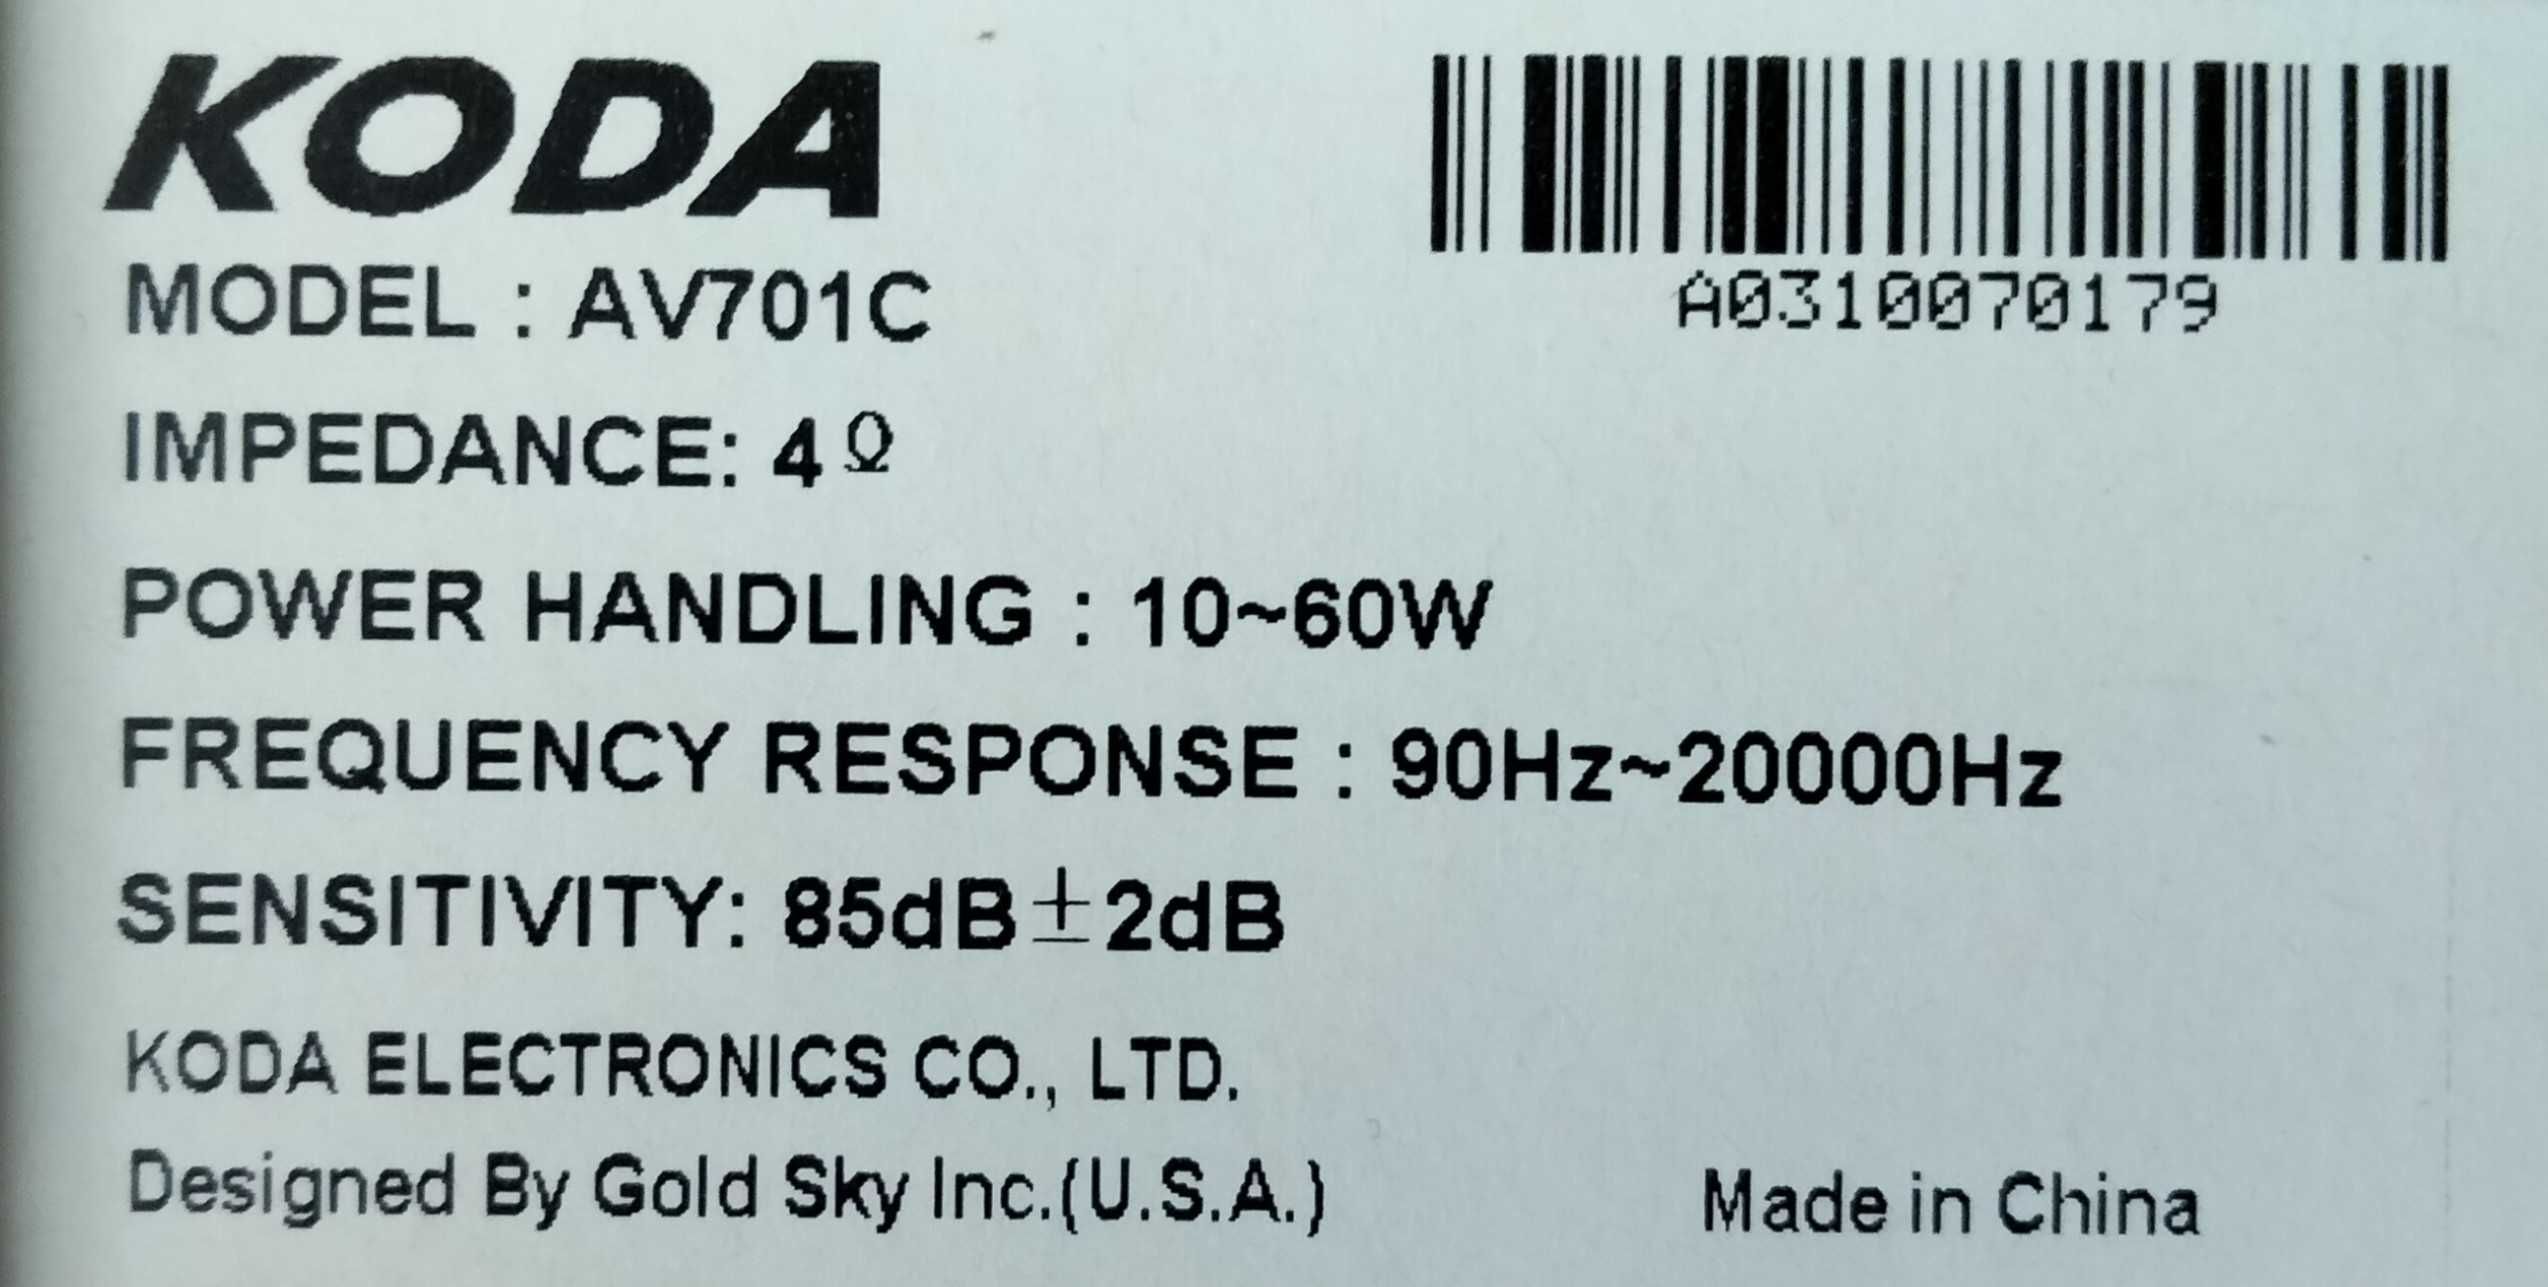 KODA
A0310070179
MODEL : AV701C
IMPEDANCE: 4Ω
POWER HANDLING : 10~60W
FREQUENCY RESPONSE : 90Hz~20000Hz
SENSITIVITY: 85dB±2dB
KODA ELECTRONICS CO., LTD.
Designed By Gold Sky Inc.(U.S.A.)
Made in China